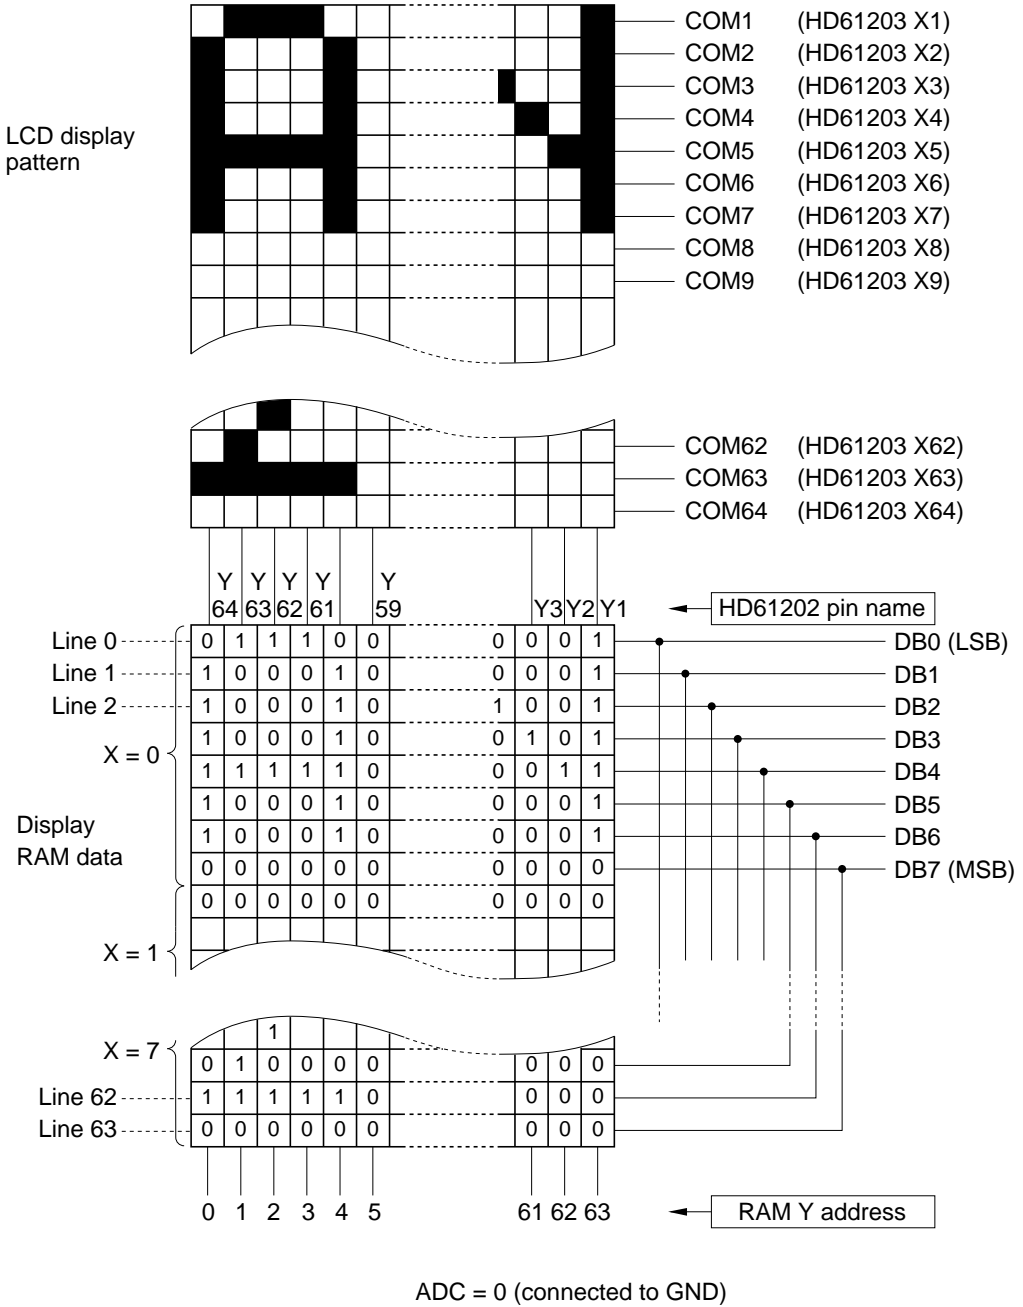 COM1 (HD61203 X1)
COM2 (HD61203 X2)
COM3 (HD61203 X3)
COM4 (HD61203 X4)
LCD display
pattern
COM5 (HD61203 X5)
COM6 (HD61203 X6)
COM7 (HD61203 X7)
COM8 (HD61203 X8)
COM9 (HD61203 X9)
COM62 (HD61203 X62)
COM63 (HD61203 X63)
COM64 (HD61203 X64)
Y Y Y Y Y
64 63 62 61 59 Y3 Y2 Y1
HD61202 pin name
Line 0 0 1 1 1 0 0 0 0 0 1 DB0 (LSB)
Line 1 1 0 0 0 1 0 0 0 0 1 DB1
Line 2 1 0 0 0 1 0 1 0 0 1 DB2
1 0 0 0 1 0 0 1 0 1 DB3
X = 0
1 1 1 1 1 0 0 0 1 1 DB4
1 0 0 0 1 0 0 0 0 1 DB5
Display
RAM data
1 0 0 0 1 0 0 0 0 1 DB6
0 0 0 0 0 0 0 0 0 0 DB7 (MSB)
0 0 0 0 0 0 0 0 0 0
X = 1
1
X = 7
0 1 0 0 0 0 0 0 0
Line 62 1 1 1 1 1 0 0 0 0
Line 63 0 0 0 0 0 0 0 0 0
0 1 2 3 4 5 61 62 63
RAM Y address
ADC = 0 (connected to GND)